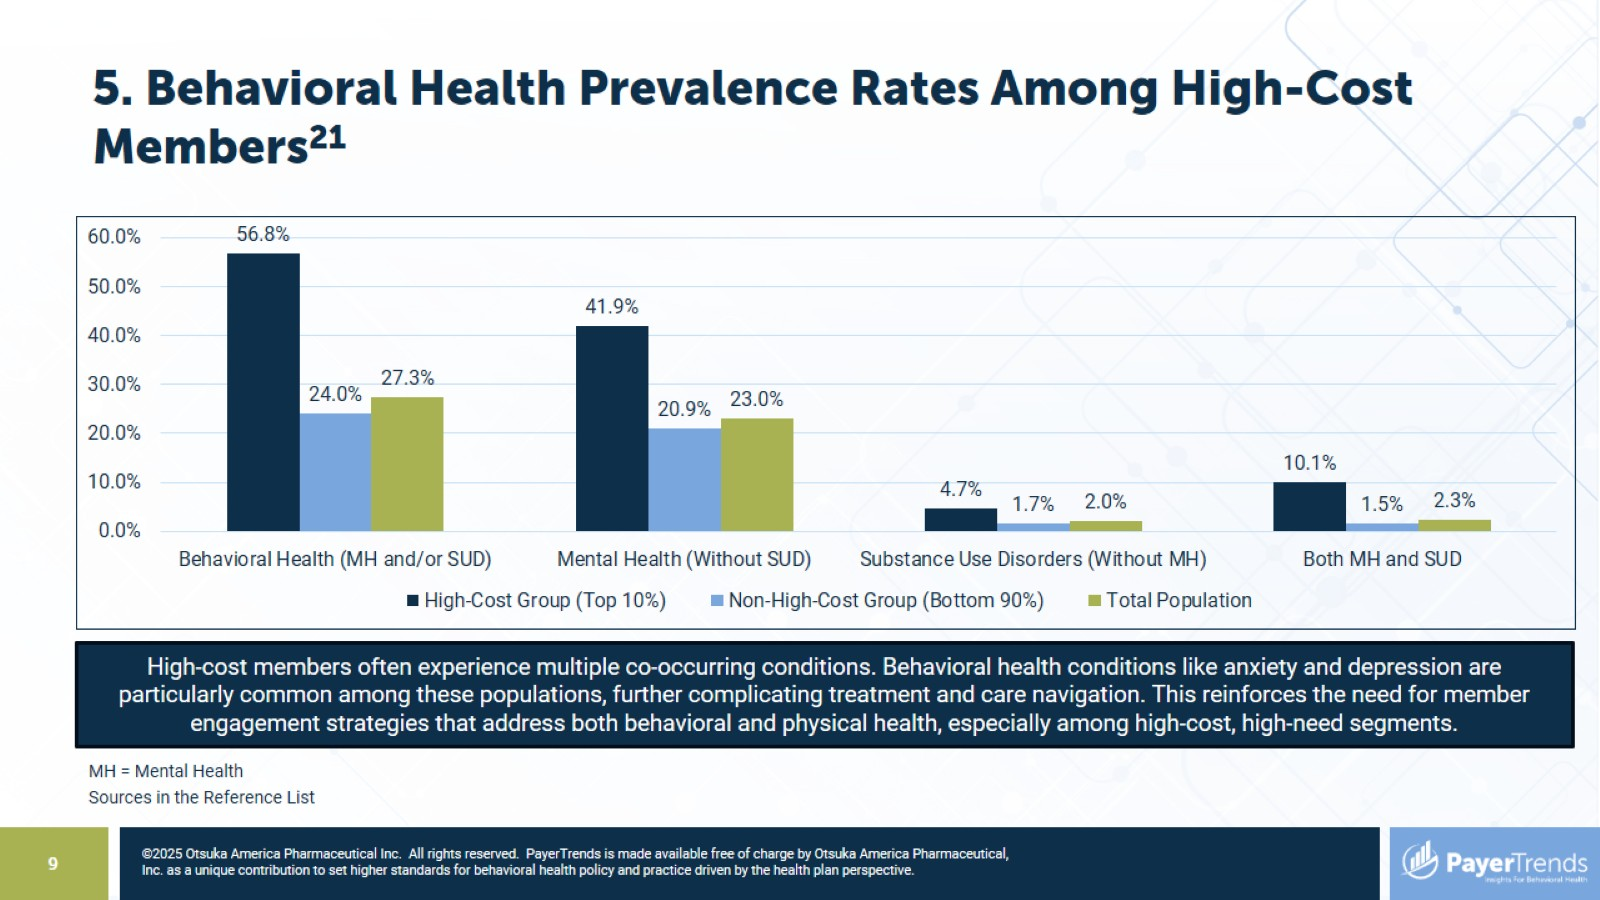 5. Behavioral Health Prevalence Rates Among High-Cost
Members21
60.0%
50.0%
40.0%
30.0%
20.0%
10.0%
0.0%
56.8%
24.0%
27.3%
41.9%
20.9%
23.0%
4.7%
1.7%
2.0%
10.1%
1.5%
2.3%
Behavioral Health (MH and/or SUD)
Mental Health (Without SUD)
Substance Use Disorders (Without MH)
Both MH and SUD
High-Cost Group (Top 10%)
Non-High-Cost Group (Bottom 90%)
Total Population
High-cost members often experience multiple co-occurring conditions. Behavioral health conditions like anxiety and depression are
particularly common among these populations, further complicating treatment and care navigation. This reinforces the need for member
engagement strategies that address both behavioral and physical health, especially among high-cost, high-need segments.
MH = Mental Health
Sources in the Reference List
9
©2025 Otsuka America Pharmaceutical Inc. All rights reserved. PayerTrends is made available free of charge by Otsuka America Pharmaceutical,
Inc. as a unique contribution to set higher standards for behavioral health policy and practice driven by the health plan perspective.
PayerTrends
Insights For Behavioral Health